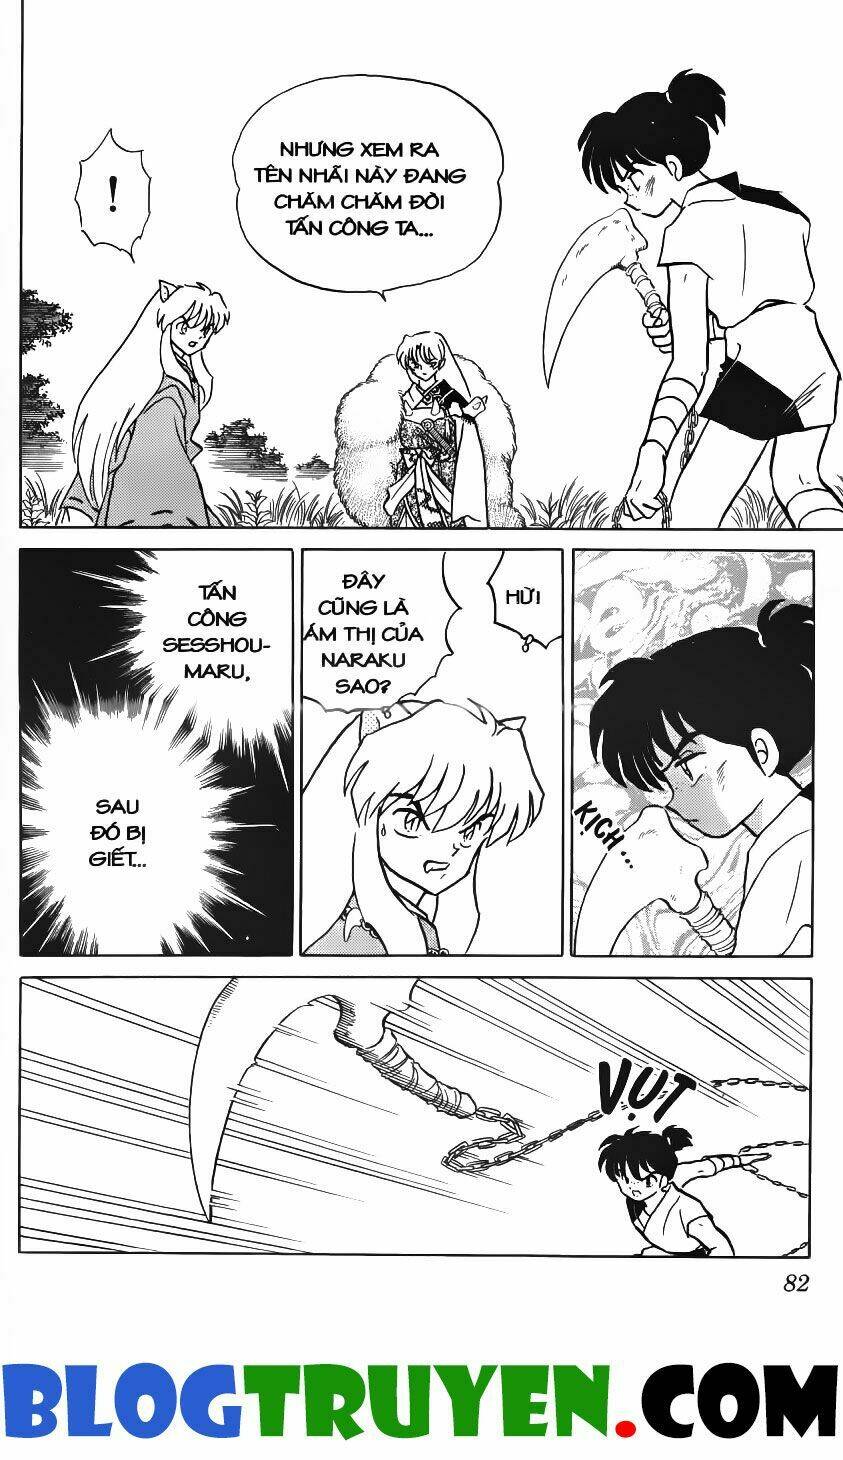 NHƯNG XEM RA
TÊN NHÃI NÀY ĐANG
CHĂM CHĂM ĐÒI
TẤN CÔNG TA...
!
KỊCH...
HỪ!
ĐÂY
CŨNG LÀ
ÁM THỊ CỦA
NARAKU
SAO?
TẤN
CÔNG
SESSHOU-
MARU,
SAU
ĐÓ BỊ
GIẾT...
VỤT
82
BLOGTRUYEN.COM